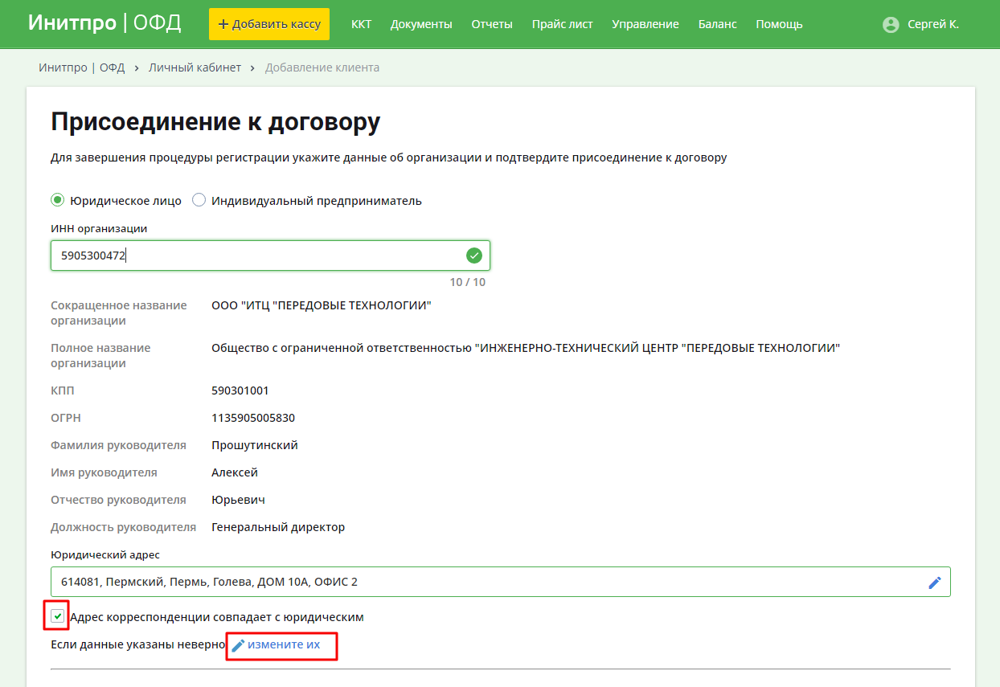 Инитпро | ОФД
+ Добавить кассу
ККТ Документы Отчеты Прайс лист Управление Баланс Помощь
Сергей К.
Инитпро | ОФД › Личный кабинет › Добавление клиента
Присоединение к договору
Для завершения процедуры регистрации укажите данные об организации и подтвердите присоединение к договору
Юридическое лицо Индивидуальный предприниматель
ИНН организации
5905300472
10 / 10
Сокращенное название ООО "ИТЦ "ПЕРЕДОВЫЕ ТЕХНОЛОГИИ"
организации
Полное название Общество с ограниченной ответственностью "ИНЖЕНЕРНО-ТЕХНИЧЕСКИЙ ЦЕНТР "ПЕРЕДОВЫЕ ТЕХНОЛОГИИ"
организации
КПП 590301001
ОГРН 1135905005830
Фамилия руководителя Прошутинский
Имя руководителя Алексей
Отчество руководителя Юрьевич
Должность руководителя Генеральный директор
Юридический адрес
614081, Пермский, Пермь, Голева, ДОМ 10А, ОФИС 2
Адрес корреспонденции совпадает с юридическим
Если данные указаны неверно измените их